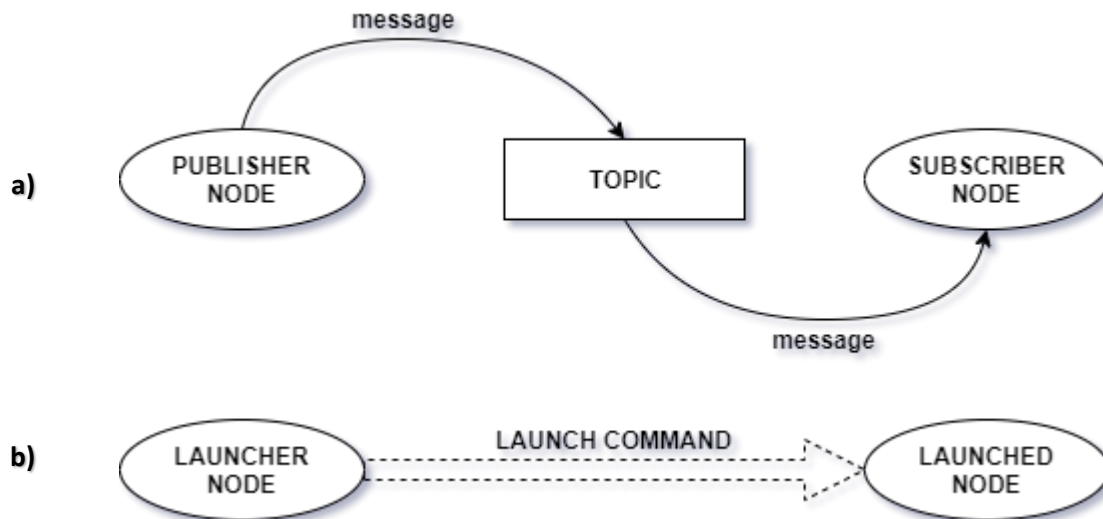 message
a)
PUBLISHER
NODE
TOPIC
SUBSCRIBER
NODE
message
b)
LAUNCHER
NODE
LAUNCH COMMAND
LAUNCHED
NODE